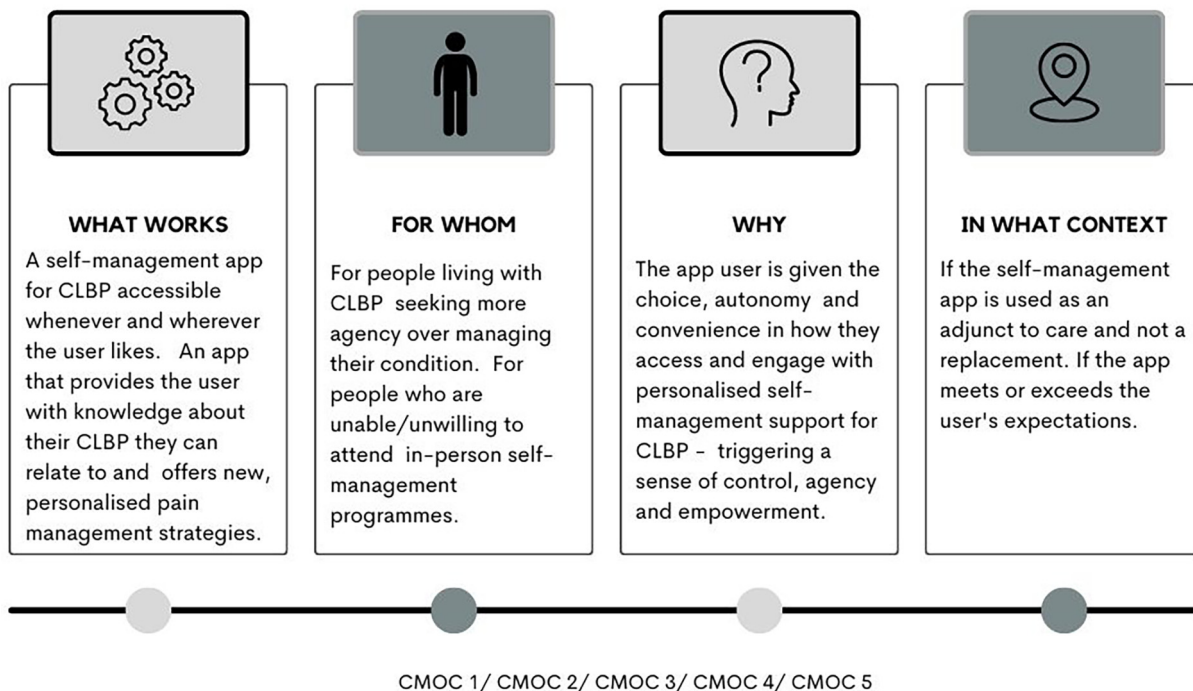 WHAT WORKS
A self-management app
for CLBP accessible
whenever and wherever
the user likes. An app
that provides the user
with knowledge about
their CLBP they can
relate to and offers new,
personalised pain
management strategies.
FOR WHOM
For people living with
CLBP seeking more
agency over managing
their condition. For
people who are
unable/unwilling to
attend in-person self-
management
programmes.
WHY
The app user is given the
choice, autonomy and
convenience in how they
access and engage with
personalised self-
management support for
CLBP - triggering a
sense of control, agency
and empowerment.
IN WHAT CONTEXT
If the self-management
app is used as an
adjunct to care and not a
replacement. If the app
meets or exceeds the
user's expectations.
CMOC 1/ CMOC 2/ CMOC 3/ CMOC 4/ CMOC 5